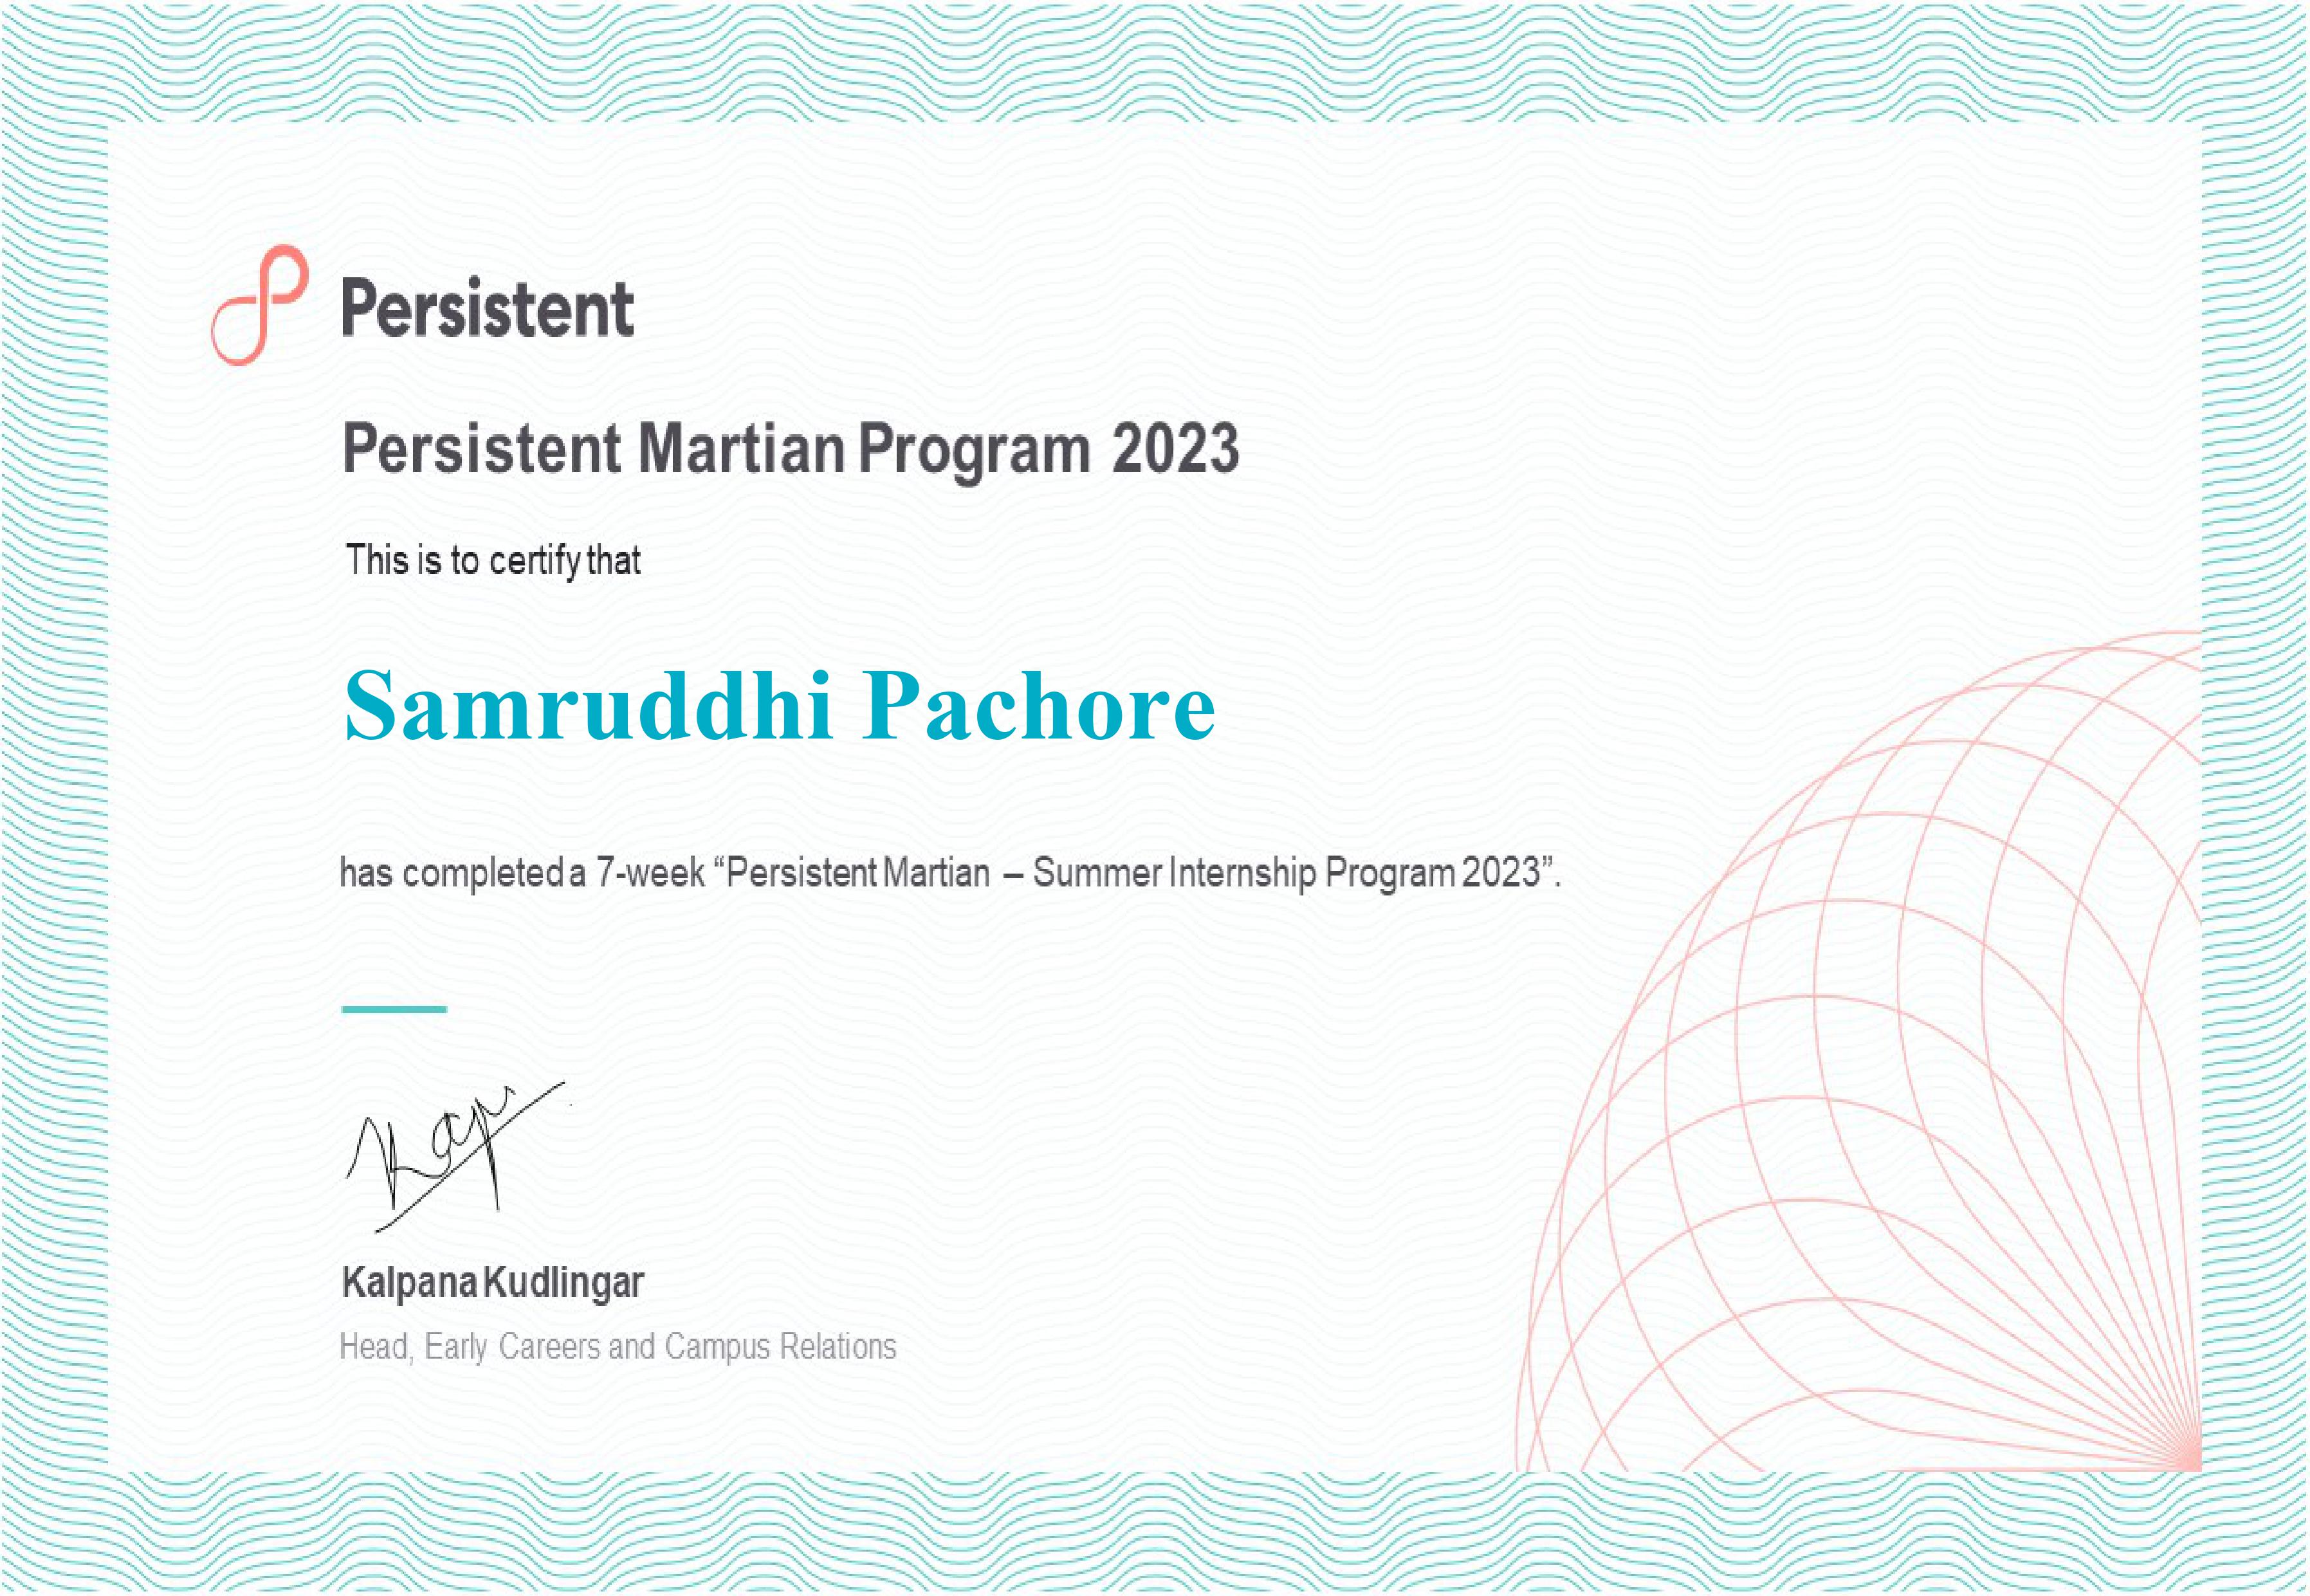 Persistent
Persistent Martian Program 2023
This is to certify that
Samruddhi Pachore
has completed a 7-week “Persistent Martian – Summer Internship Program 2023”.
Kalpana Kudlingar
Head, Early Careers and Campus Relations